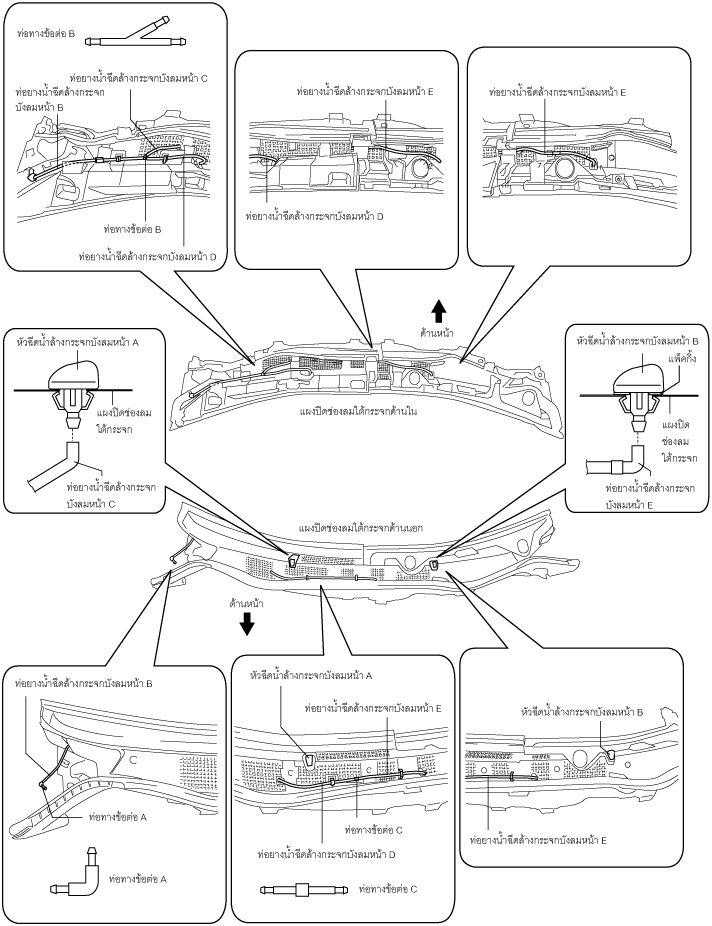 ท่อทางข้อต่อ B
ท่อยางน้ำฉีดล้างกระจกบังลมหน้า C
ท่อยางน้ำฉีดล้างกระจก
บังลมหน้า B
ท่อทางข้อต่อ B
ท่อยางน้ำฉีดล้างกระจกบังลมหน้า D
ท่อยางน้ำฉีดล้างกระจกบังลมหน้า E
ท่อยางน้ำฉีดล้างกระจกบังลมหน้า D
ท่อยางน้ำฉีดล้างกระจกบังลมหน้า E
ด้านหน้า
หัวฉีดน้ำล้างกระจกบังลมหน้า A
แผงปิดช่องลม
ใต้กระจก
ท่อยางน้ำฉีดล้างกระจก
บังลมหน้า C
แผงปิดช่องลมใต้กระจกด้านใน
หัวฉีดน้ำล้างกระจกบังลมหน้า B
แพ็คกิ้ง
แผงปิด
ช่องลม
ใต้กระจก
ท่อยางน้ำฉีดล้างกระจก
บังลมหน้า E
แผงปิดช่องลมใต้กระจกด้านนอก
ด้านหน้า
ท่อยางน้ำฉีดล้างกระจกบังลมหน้า B
ท่อทางข้อต่อ A
ท่อทางข้อต่อ A
หัวฉีดน้ำล้างกระจกบังลมหน้า A
ท่อยางน้ำฉีดล้างกระจกบังลมหน้า E
ท่อทางข้อต่อ C
ท่อยางน้ำฉีดล้างกระจกบังลมหน้า D
ท่อทางข้อต่อ C
หัวฉีดน้ำล้างกระจกบังลมหน้า B
ท่อยางน้ำฉีดล้างกระจกบังลมหน้า E